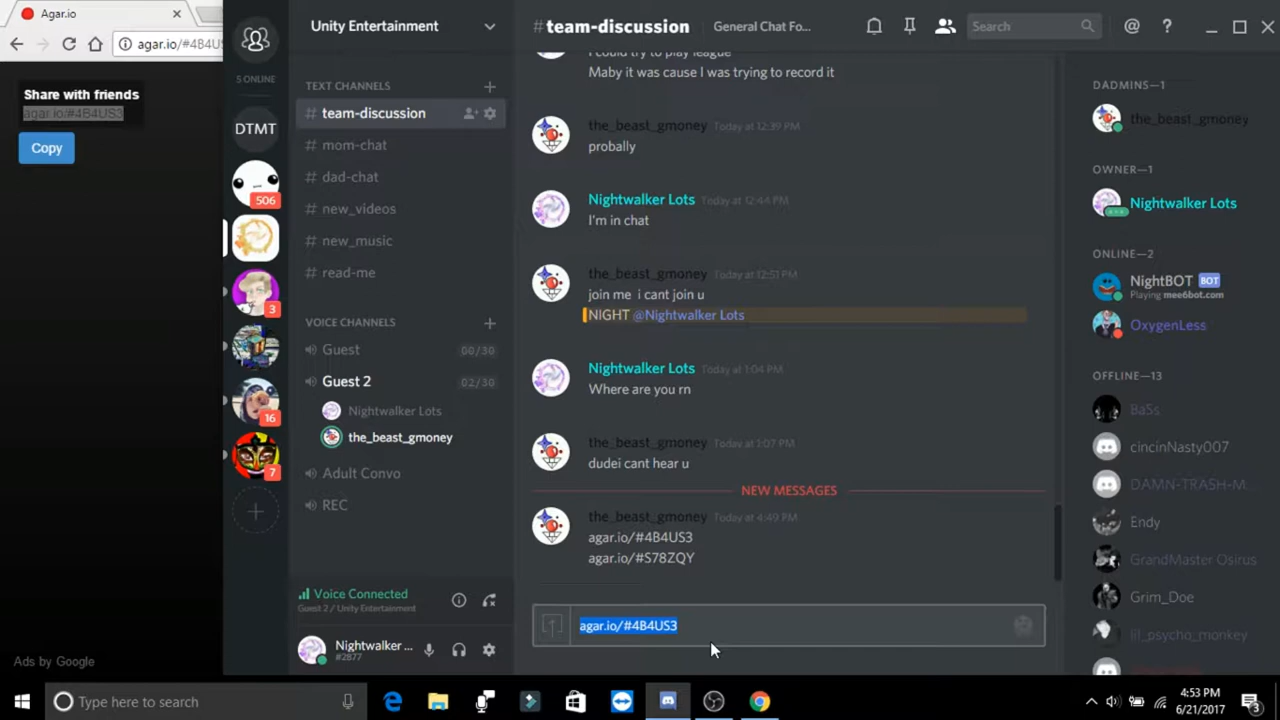 Agar.io
agar.io/#4B4U
Share with friends
agar.io/#4B4US3
Copy
Ads by Google
5 ONLINE
DTMT
506
3
16
7
Unity Entertainment
TEXT CHANNELS
# team-discussion
# mom-chat
# dad-chat
# new_videos
# new_music
# read-me
VOICE CHANNELS
Guest 00/30
Guest 2 02/30
Nightwalker Lots
the_beast_gmoney
Adult Convo
REC
Voice Connected
Guest 2 / Unity Entertainment
Nightwalker ...
#2877
#team-discussion General Chat Fo...
Search
I could try to play league
Maby it was cause I was trying to record it
the_beast_gmoney Today at 12:39 PM
probally
Nightwalker Lots Today at 12:44 PM
I'm in chat
the_beast_gmoney Today at 12:51 PM
join me i cant join u
NIGHT @Nightwalker Lots
Nightwalker Lots Today at 1:04 PM
Where are you rn
the_beast_gmoney Today at 1:07 PM
dudei cant hear u
NEW MESSAGES
the_beast_gmoney Today at 4:49 PM
agar.io/#4B4US3
agar.io/#S78ZQY
agar.io/#4B4US3
DADMINS—1
the_beast_gmoney
OWNER—1
Nightwalker Lots
ONLINE—2
NightBOT BOT
Playing mee6bot.com
OxygenLess
OFFLINE—13
Ba5s
cincinNasty007
DAMN-TRASH-M...
Endy
GrandMaster Osirus
Grim_Doe
lil_psycho_monkey
Type here to search
4:53 PM
6/21/2017
3